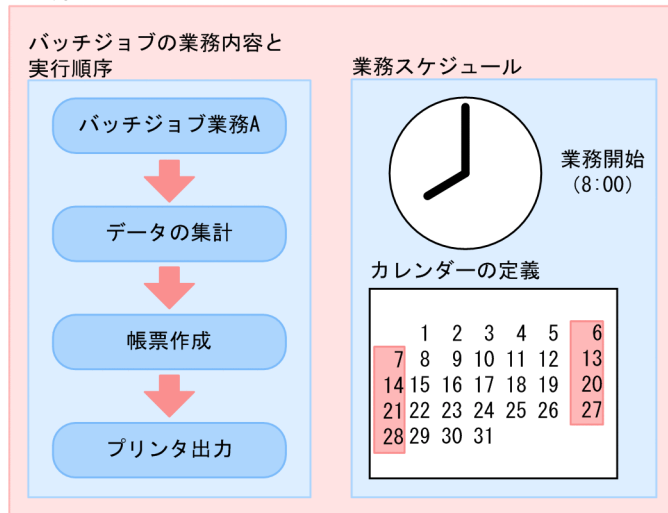 バッチジョブの業務内容と
実行順序
バッチジョブ業務A
データの集計
帳票作成
プリンタ出力
業務スケジュール
業務開始
(8:00)
カレンダーの定義
1 2 3 4 5 6
7 8 9 10 11 12 13
14 15 16 17 18 19 20
21 22 23 24 25 26 27
28 29 30 31